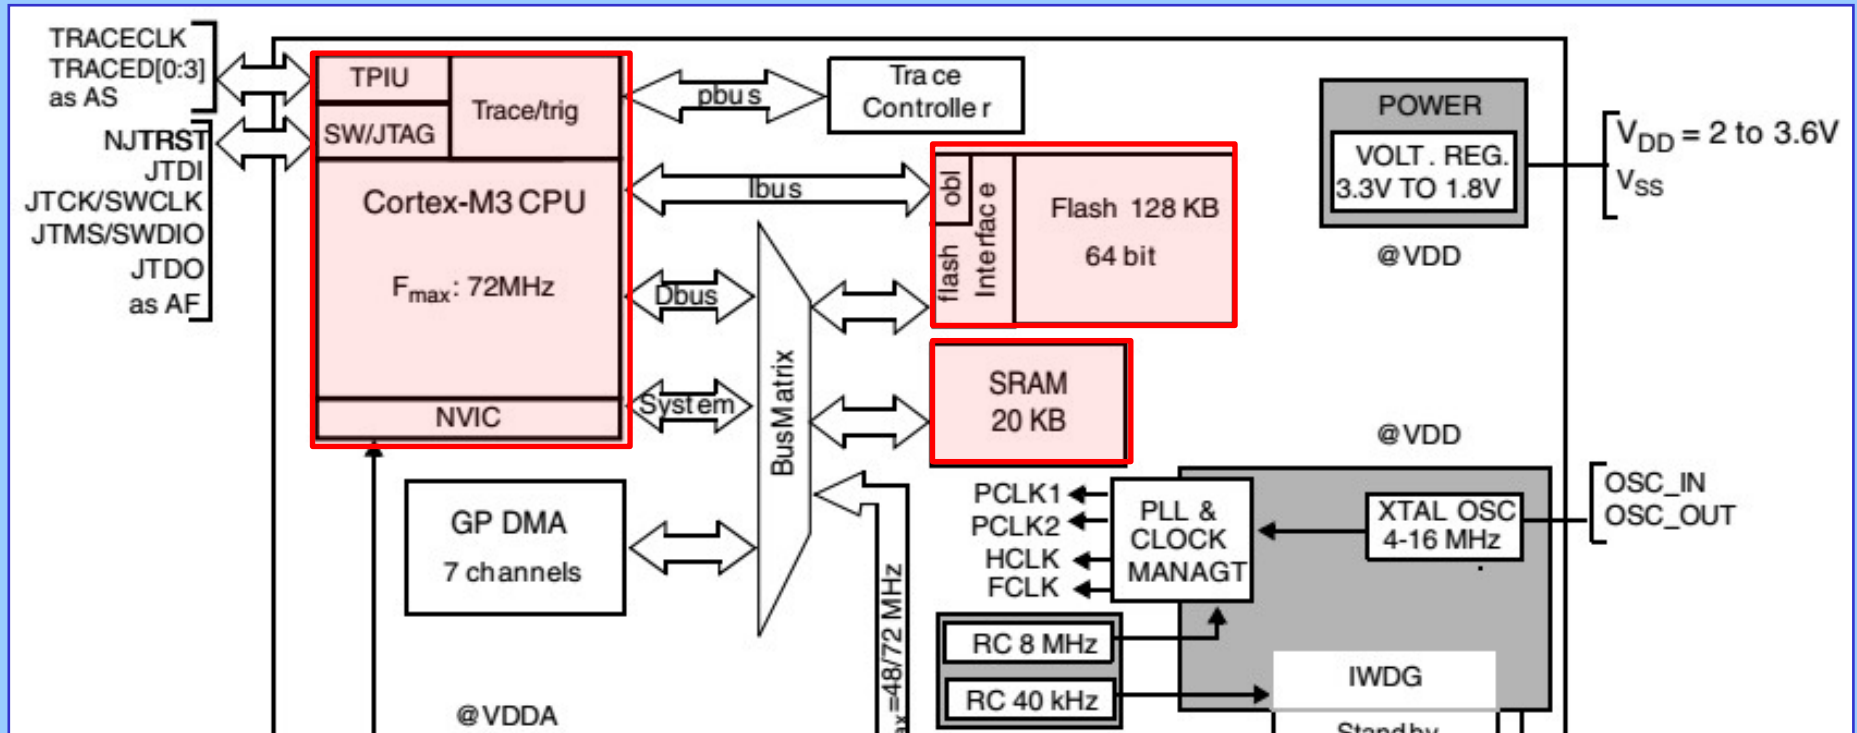 TRACECLK
TRACED[0:3]
as AS
NJTRST
JTDI
JTCK/SWCLK
JTMS/SWDIO
JTDO
as AF
TPIU
SW/JTAG
Trace/trig
Cortex-M3 CPU
Fmax: 72MHz
NVIC
pbus
Trace
Controller
Ibus
Dbus
System
BusMatrix
obl
flash
Interface
Flash 128 KB
64 bit
SRAM
20 KB
POWER
VOLT. REG.
3.3V TO 1.8V
@VDD
VDD = 2 to 3.6V
VSS
GP DMA
7 channels
@VDD
PCLK1
PCLK2
HCLK
FCLK
PLL &
CLOCK
MANAGT
XTAL OSC
4-16 MHz
OSC_IN
OSC_OUT
RC 8 MHz
RC 40 kHz
IWDG
Standby
=48/72 MHz
@VDDA